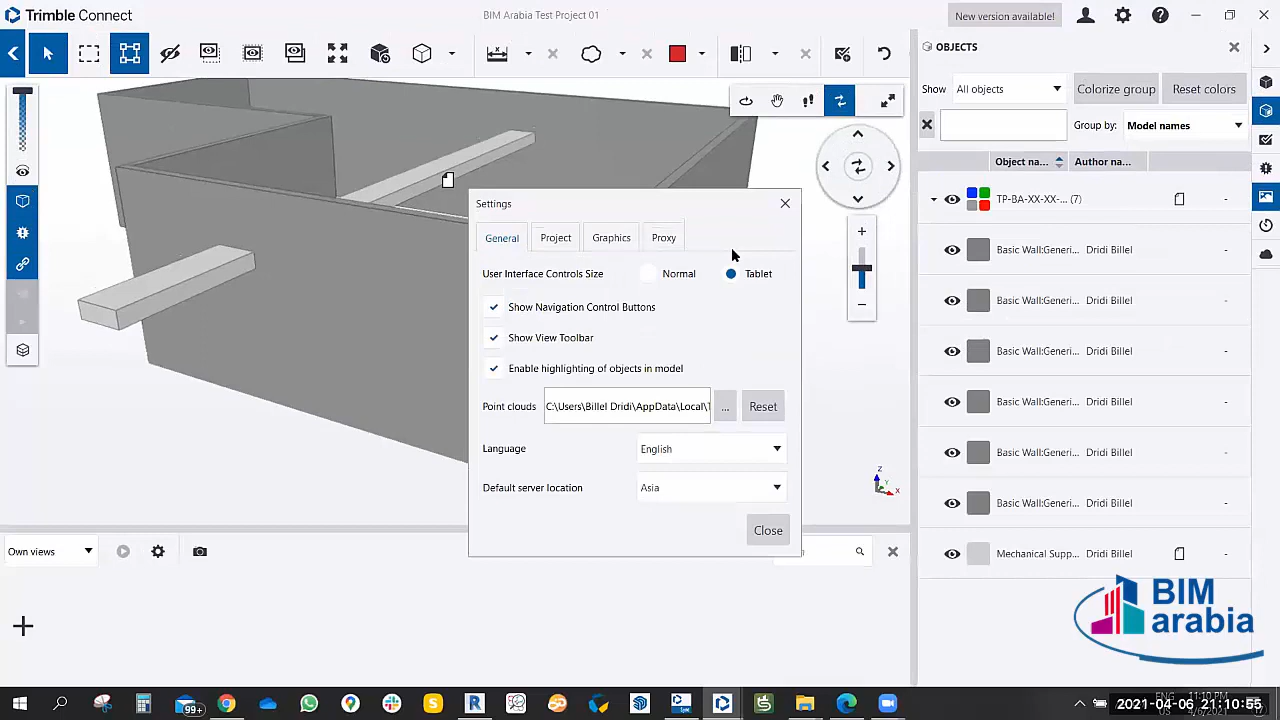 Trimble Connect
BIM Arabia Test Project 01
New version available!
OBJECTS
Show
All objects
Colorize group
Reset colors
Group by:
Model names
Object na...
Author na...
TP-BA-XX-XX-... (7)
-
Basic Wall:Generi...
Dridi Billel
-
Basic Wall:Generi...
Dridi Billel
-
Basic Wall:Generi...
Dridi Billel
-
Basic Wall:Generi...
Dridi Billel
-
Basic Wall:Generi...
Dridi Billel
-
Basic Wall:Generi...
Dridi Billel
-
Mechanical Supp...
Dridi Billel
-
Settings
General
Project
Graphics
Proxy
User Interface Controls Size
Normal
Tablet
Show Navigation Control Buttons
Show View Toolbar
Enable highlighting of objects in model
Point clouds
C:\Users\Billel Dridi\AppData\Local\
...
Reset
Language
English
Default server location
Asia
Close
Z
Y
X
Own views
BIM
arabia
99+
ENG
11:10 PM
2021-04-06 21:10:55